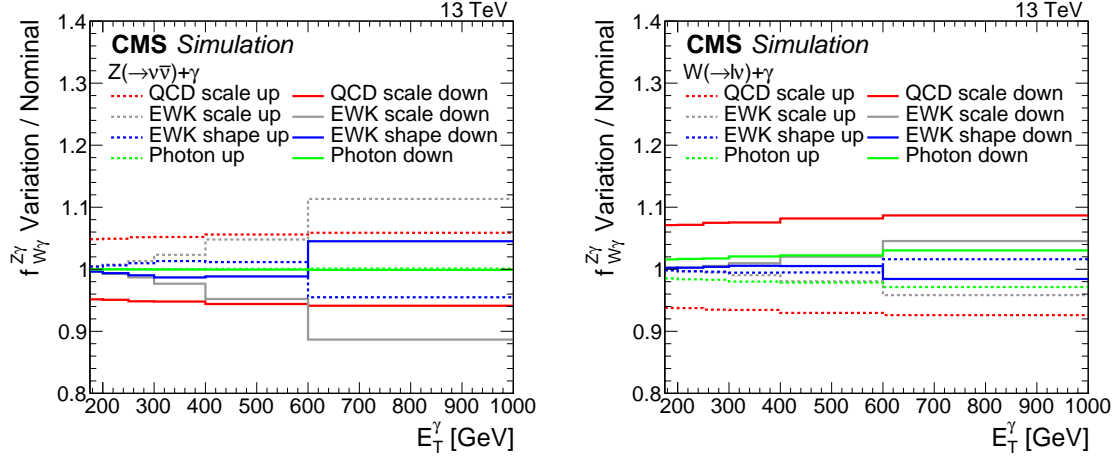 13 TeV
CMS Simulation
Z(→νν̅)+γ
QCD scale up QCD scale down
EWK scale up EWK scale down
EWK shape up EWK shape down
Photon up Photon down
f^{Zγ}_{Wγ} Variation / Nominal
1.4
1.3
1.2
1.1
1
0.9
0.8
200 300 400 500 600 700 800 900 1000
E_T^γ [GeV]
13 TeV
CMS Simulation
W(→lν)+γ
QCD scale up QCD scale down
EWK scale up EWK scale down
EWK shape up EWK shape down
Photon up Photon down
f^{Zγ}_{Wγ} Variation / Nominal
1.4
1.3
1.2
1.1
1
0.9
0.8
200 300 400 500 600 700 800 900 1000
E_T^γ [GeV]